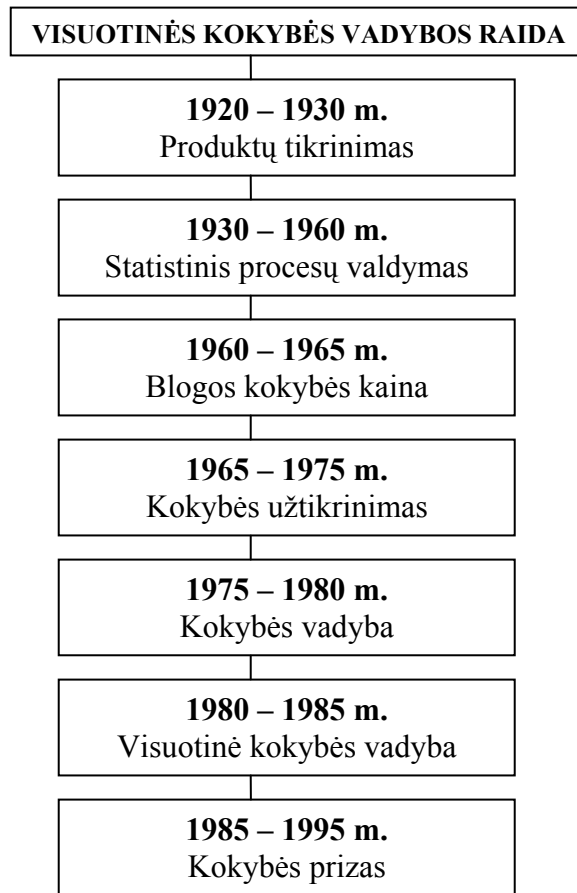 VISUOTINĖS KOKYBĖS VADYBOS RAIDA
1920 – 1930 m.
Produktų tikrinimas
1930 – 1960 m.
Statistinis procesų valdymas
1960 – 1965 m.
Blogos kokybės kaina
1965 – 1975 m.
Kokybės užtikrinimas
1975 – 1980 m.
Kokybės vadyba
1980 – 1985 m.
Visuotinė kokybės vadyba
1985 – 1995 m.
Kokybės prizas